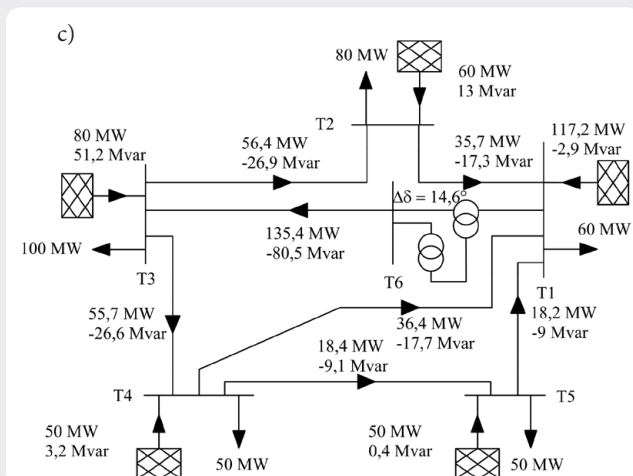 c)
80 MW
60 MW
13 Mvar
T2
80 MW
51,2 Mvar
56,4 MW
-26,9 Mvar
35,7 MW
-17,3 Mvar
117,2 MW
-2,9 Mvar
Δδ = 14,6°
135,4 MW
-80,5 Mvar
60 MW
100 MW
T3
T6
T1
55,7 MW
-26,6 Mvar
36,4 MW
-17,7 Mvar
18,2 MW
-9 Mvar
18,4 MW
-9,1 Mvar
T4
T5
50 MW
3,2 Mvar
50 MW
50 MW
0,4 Mvar
50 MW